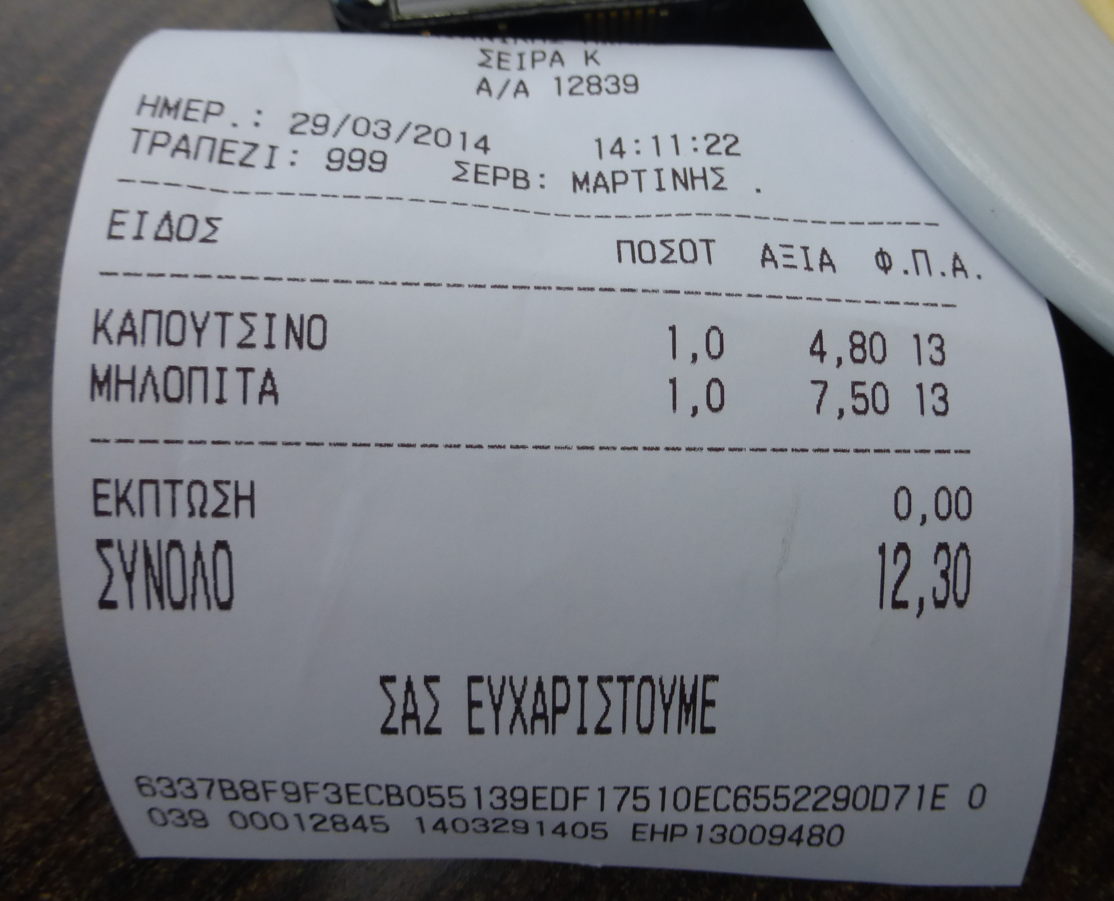 ΣΕΙΡΑ Κ
Α/Α 12839
ΗΜΕΡ.: 29/03/2014 14:11:22
ΤΡΑΠΕΖΙ: 999 ΣΕΡΒ: ΜΑΡΤΙΝΗΣ .
ΕΙΔΟΣ ΠΟΣΟΤ ΑΞΙΑ Φ.Π.Α.
ΚΑΠΟΥΤΣΙΝΟ 1,0 4,80 13
ΜΗΛΟΠΙΤΑ 1,0 7,50 13
ΕΚΠΤΩΣΗ 0,00
ΣΥΝΟΛΟ 12,30
ΣΑΣ ΕΥΧΑΡΙΣΤΟΥΜΕ
6337B8F9F3ECB055139EDF17510EC6552290D71E 0
039 00012845 1403291405 EHP13009480